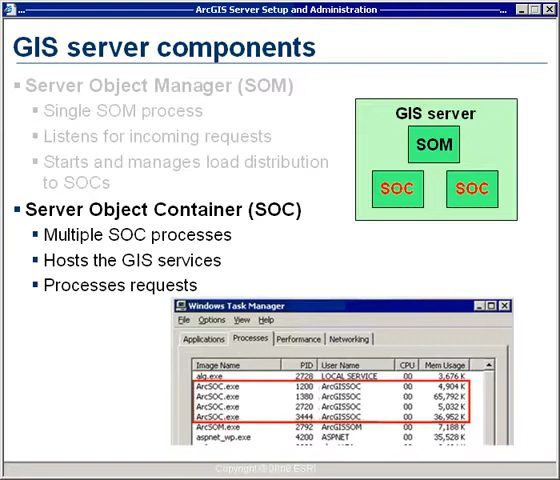 ArcGIS Server Setup and Administration
GIS server components
Server Object Manager (SOM)
Single SOM process
Listens for incoming requests
Starts and manages load distribution
to SOCs
Server Object Container (SOC)
Multiple SOC processes
Hosts the GIS services
Processes requests
GIS server
SOM
SOC SOC
Windows Task Manager
File Options View Help
Applications Processes Performance Networking
Image Name PID User Name CPU Mem Usage
alg.exe 2728 LOCAL SERVICE 00 3,676 K
ArcSOC.exe 1200 ArcGISSOC 00 4,904 K
ArcSOC.exe 1380 ArcGISSOC 00 65,792 K
ArcSOC.exe 2720 ArcGISSOC 00 5,032 K
ArcSOC.exe 3444 ArcGISSOC 00 36,952 K
ArcSOM.exe 2792 ArcGISSOM 00 7,188 K
aspnet_wp.exe 4200 ASPNET 00 35,528 K
Copyright © 2008 ESRI